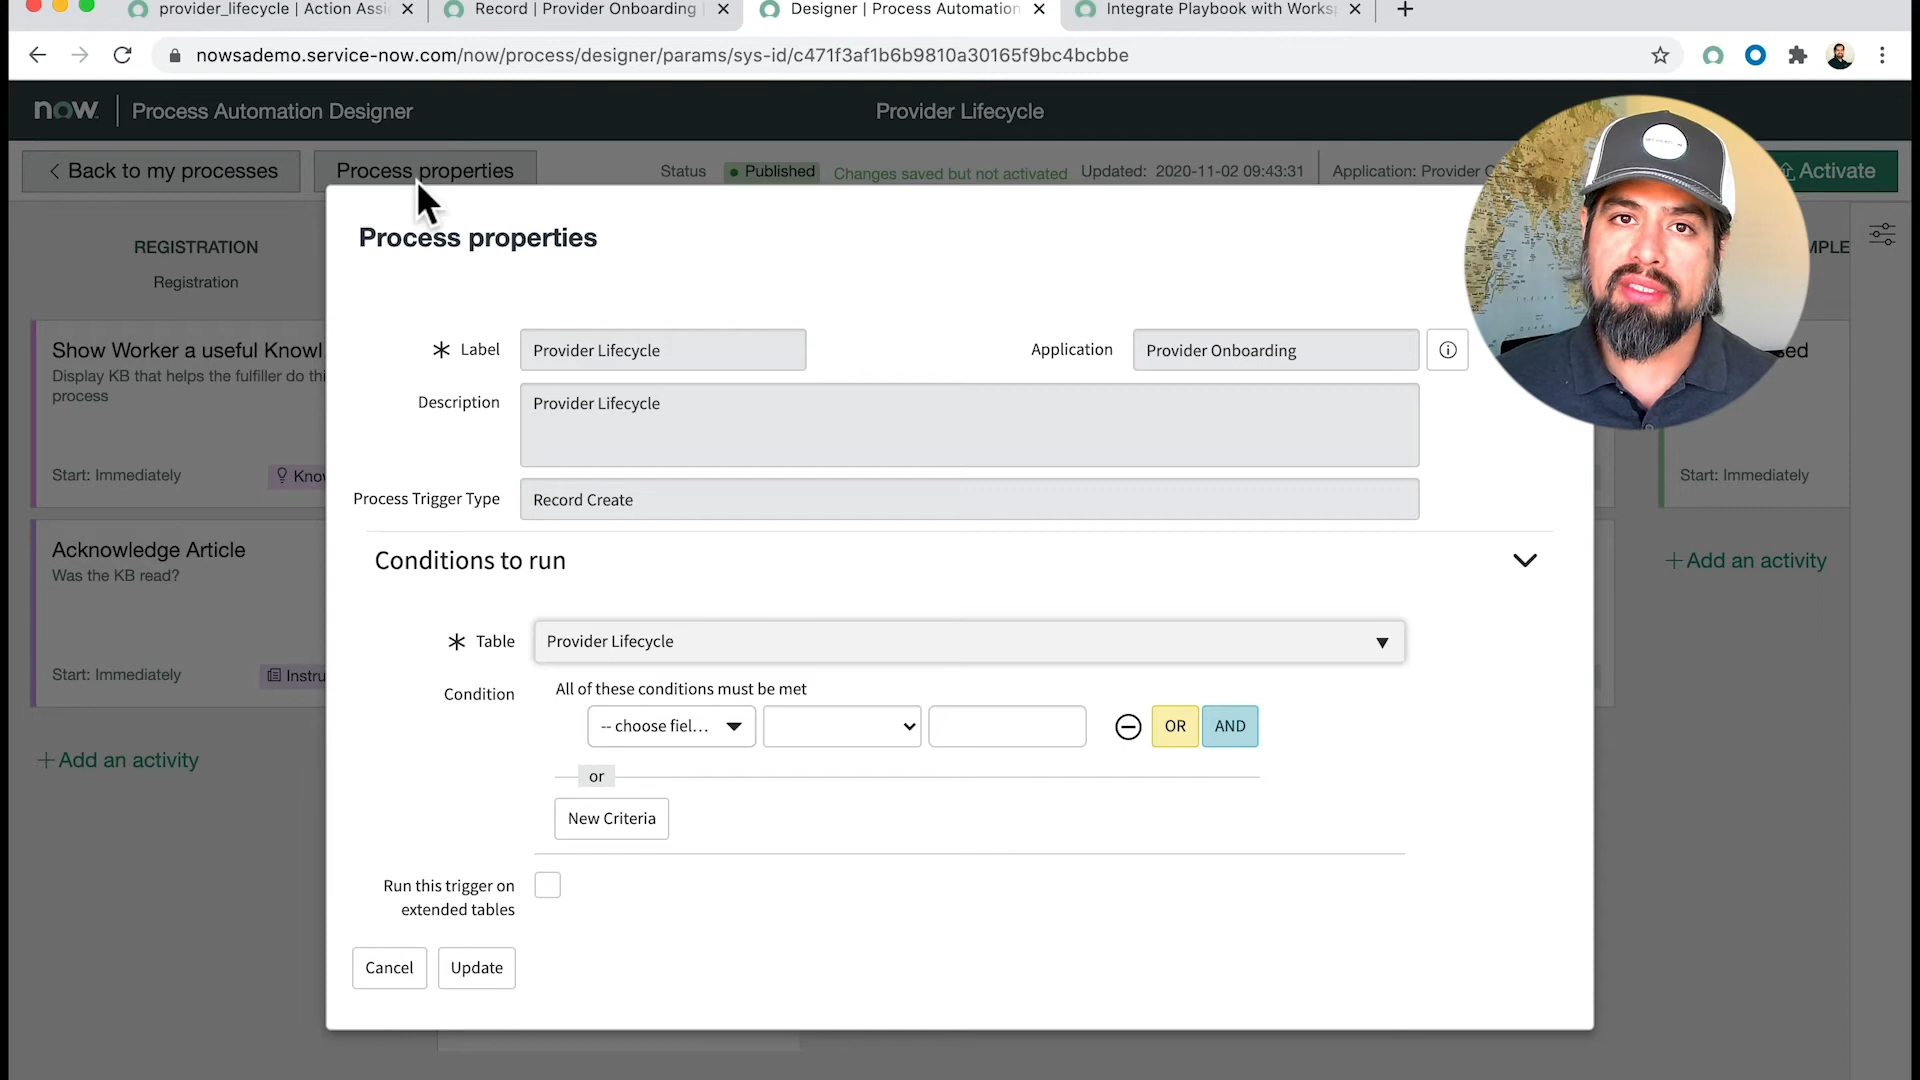 provider_lifecycle | Action Assi
Record | Provider Onboarding |
Designer | Process Automation
Integrate Playbook with Worksp
nowsademo.service-now.com/now/process/designer/params/sys-id/c471f3af1b6b9810a30165f9bc4bcbbe
now
Process Automation Designer
Provider Lifecycle
Back to my processes
Process properties
Status
Published
Changes saved but not activated
Updated: 2020-11-02 09:43:31
Application: Provider O
Activate
REGISTRATION
Registration
Show Worker a useful Knowl
Display KB that helps the fulfiller do thi
process
Start: Immediately
Know
Acknowledge Article
Was the KB read?
Start: Immediately
Instru
+ Add an activity
Process properties
* Label
Provider Lifecycle
Application
Provider Onboarding
Description
Provider Lifecycle
Process Trigger Type
Record Create
Conditions to run
* Table
Provider Lifecycle
Condition
All of these conditions must be met
-- choose fiel...
OR
AND
or
New Criteria
Run this trigger on
extended tables
Cancel
Update
MPLE
sed
Start: Immediately
+ Add an activity